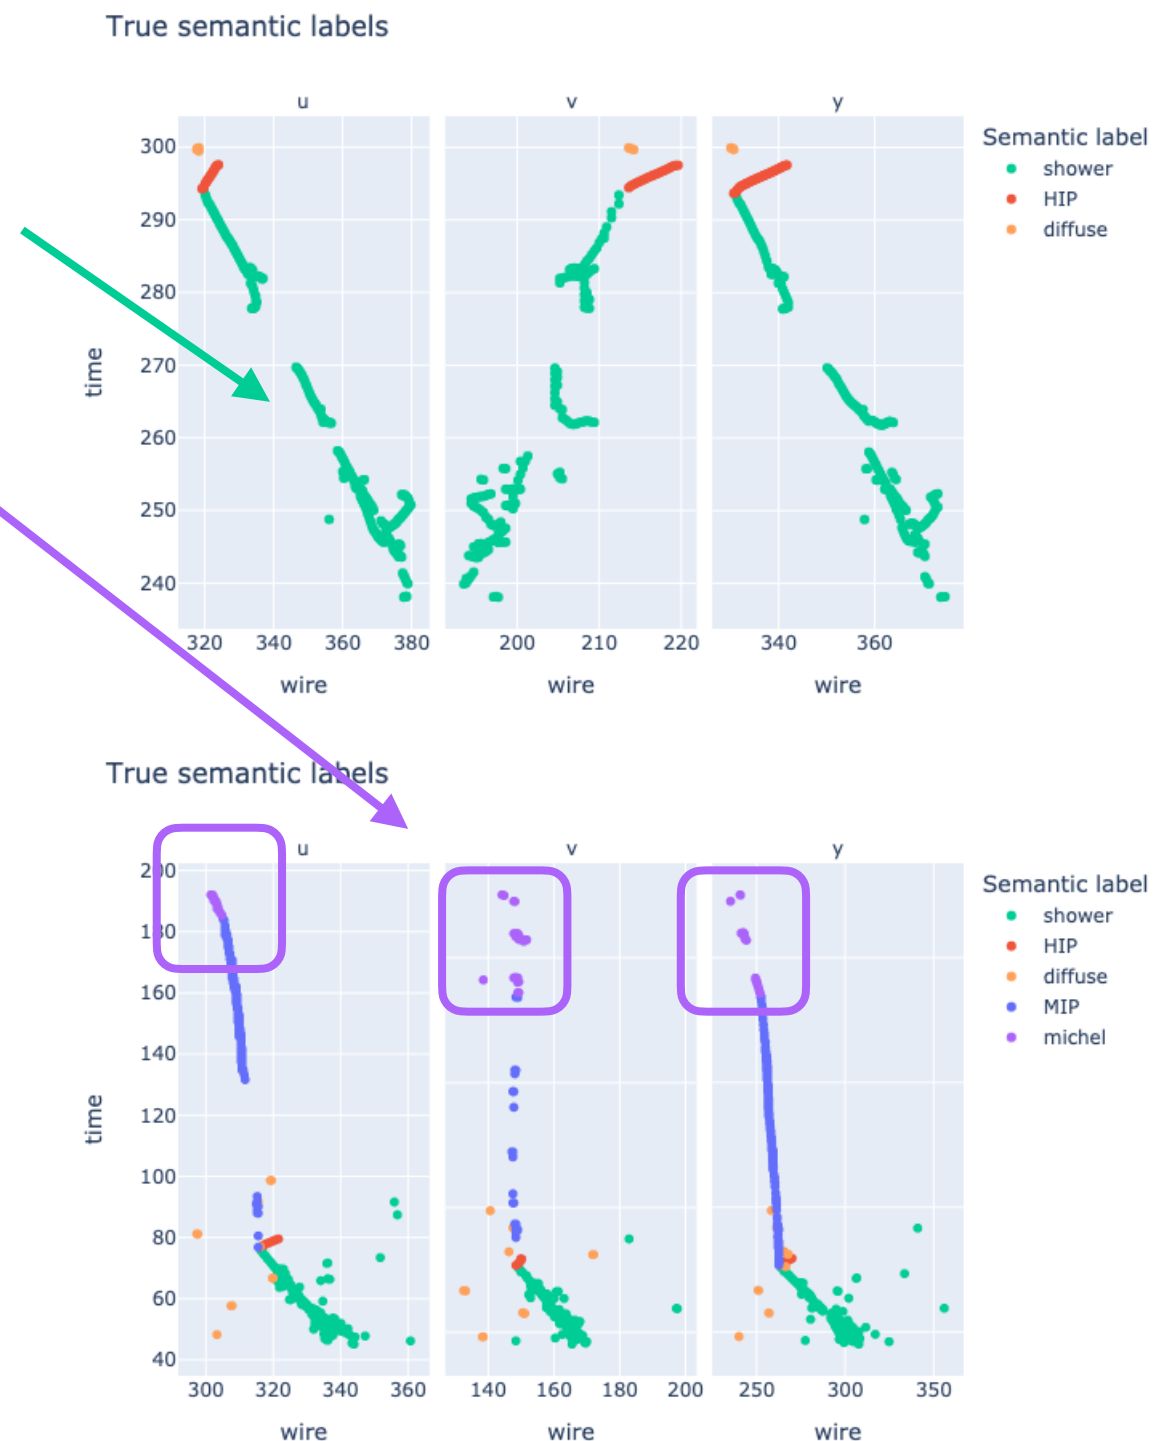 True semantic labels
u v y
Semantic label
shower
HIP
diffuse
300
290
280
270
260
250
240
time
320 340 360 380 200 210 220 340 360
wire wire wire
True semantic labels
u v y
Semantic label
shower
HIP
diffuse
MIP
michel
200
180
160
140
120
100
80
60
40
time
300 320 340 360 140 160 180 200 250 300 350
wire wire wire